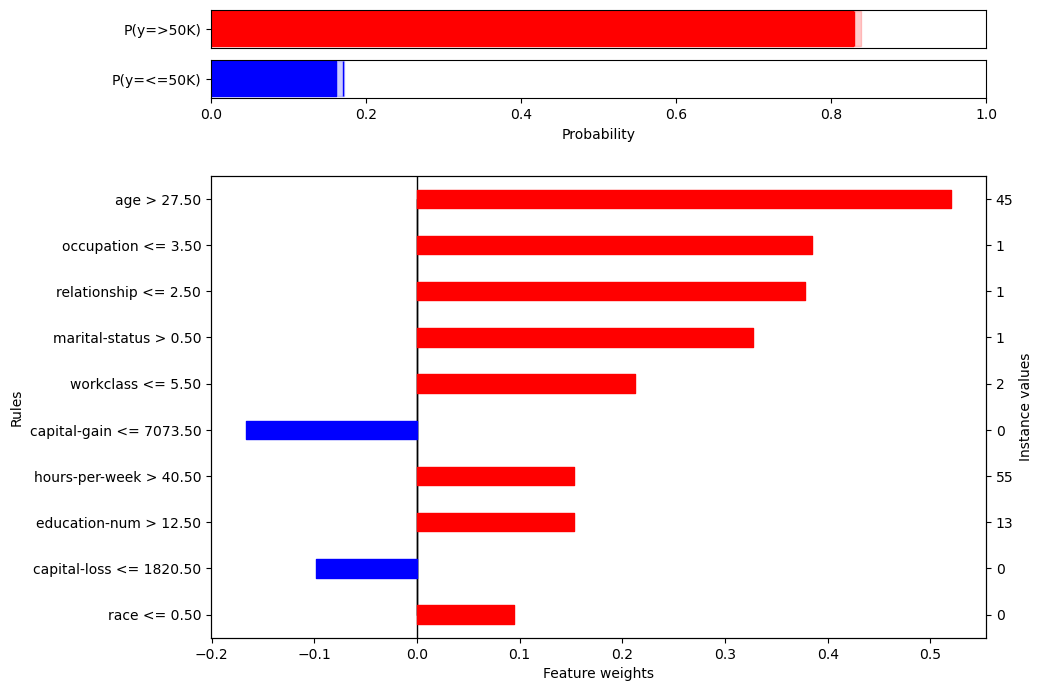 P(y=>50K)
P(y=<=50K)
0.0 0.2 0.4 0.6 0.8 1.0
Probability
age > 27.50 45
occupation <= 3.50 1
relationship <= 2.50 1
marital-status > 0.50 1
workclass <= 5.50 2
capital-gain <= 7073.50 0
hours-per-week > 40.50 55
education-num > 12.50 13
capital-loss <= 1820.50 0
race <= 0.50 0
Rules
Instance values
−0.2 −0.1 0.0 0.1 0.2 0.3 0.4 0.5
Feature weights